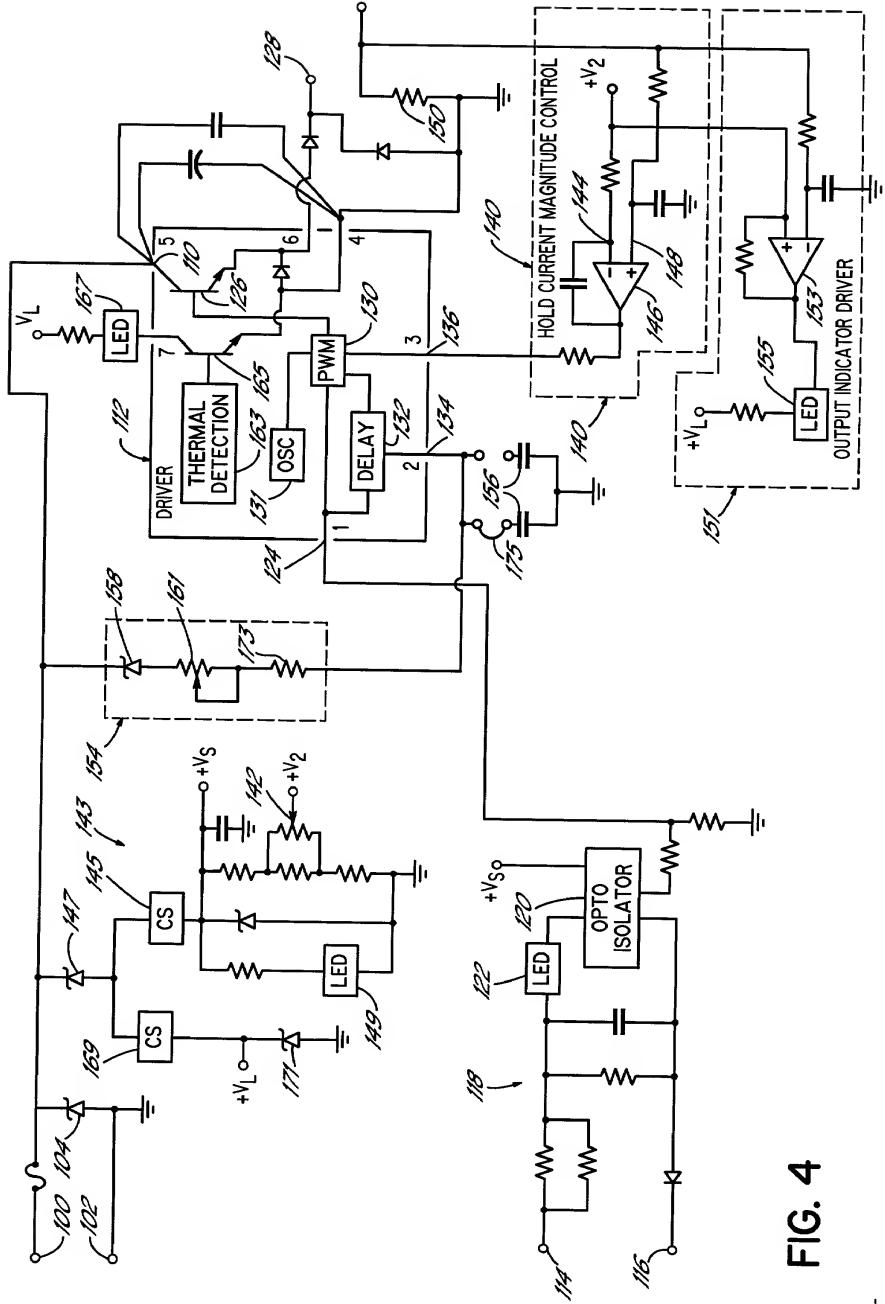 100
102
104
147
143
145
169
CS
CS
+VS
+VL
171
LED
149
142
+V2
154
158
161
173
112
DRIVER
VL
LED
167
7
5
110
126
165
THERMAL
DETECTION
163
OSC
131
PWM
130
DELAY
132
124
1
2
134
3
136
6
4
128
150
175
156
140
HOLD CURRENT MAGNITUDE CONTROL
144
+V2
-
+
146
148
140
151
+VL
155
LED
+
-
153
OUTPUT INDICATOR DRIVER
114
116
118
122
LED
120
+VS
OPTO
ISOLATOR
FIG. 4